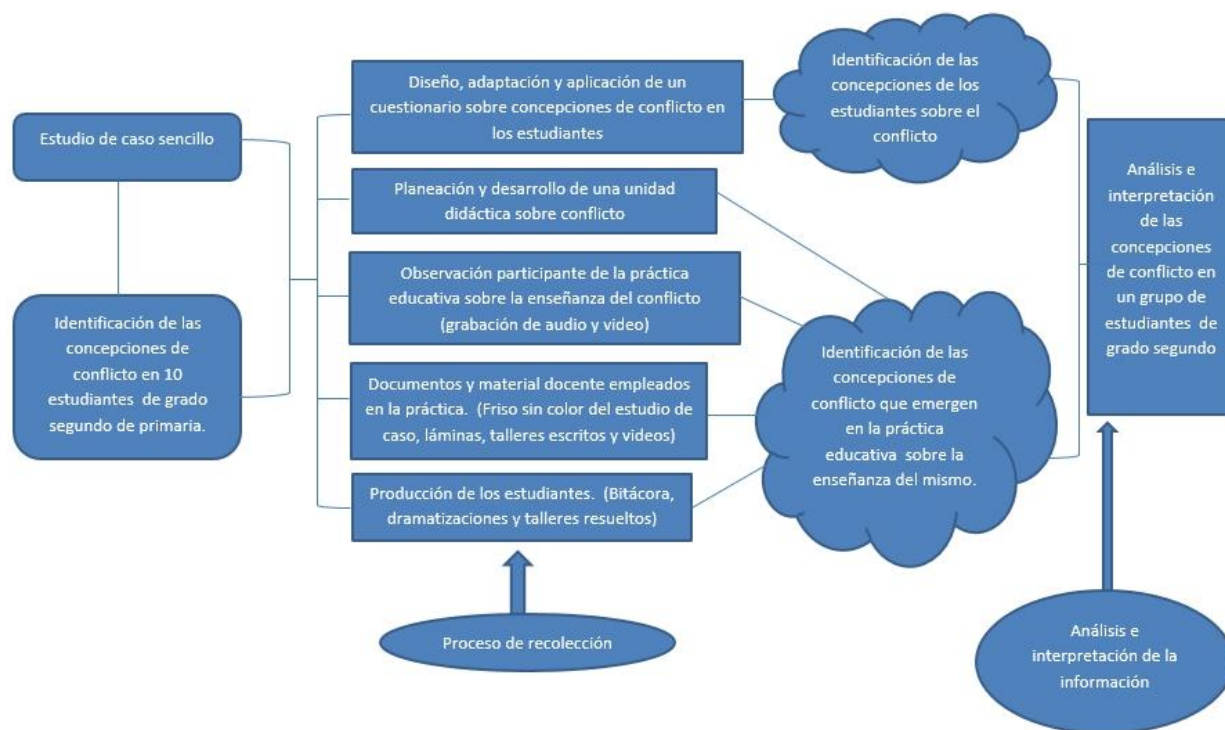 Estudio de caso sencillo
Identificación de las
concepciones de
conflicto en 10
estudiantes de grado
segundo de primaria.
Diseño, adaptación y aplicación de un
cuestionario sobre concepciones de conflicto en
los estudiantes
Planeación y desarrollo de una unidad
didáctica sobre conflicto
Observación participante de la práctica
educativa sobre la enseñanza del conflicto
(grabación de audio y video)
Documentos y material docente empleados
en la práctica. (Friso sin color del estudio de
caso, láminas, talleres escritos y videos)
Producción de los estudiantes. (Bitácora,
dramatizaciones y talleres resueltos)
Proceso de recolección
Identificación de las
concepciones de los
estudiantes sobre el
conflicto
Identificación de las
concepciones de
conflicto que emergen
en la práctica
educativa sobre la
enseñanza del mismo.
Análisis e
interpretación
de las
concepciones
de conflicto en
un grupo de
estudiantes de
grado segundo
Análisis e
interpretación de la
información